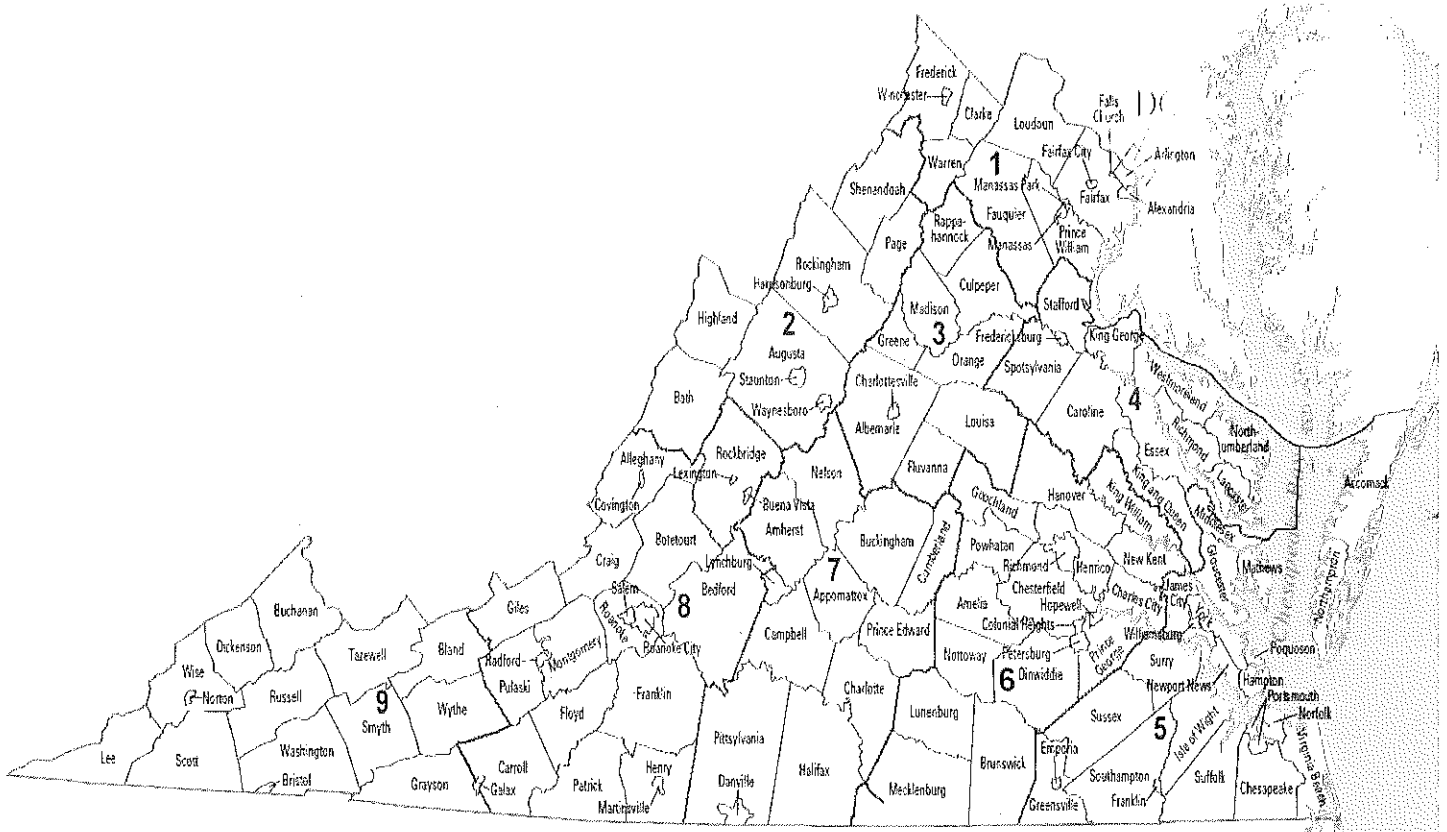 Frederick
Winchester
Clarke
Loudoun
Falls
Church
Warren
1
Fairfax City
Arlington
Shenandoah
Manassas Park
Fairfax
Alexandria
Fauquier
Rappa-
hannock
Page
Manassas
Prince
William
Rockingham
Harrisonburg
Culpeper
Madison
Stafford
Highland
2
Greene
3
Fredericksburg
King George
Augusta
Orange
Spotsylvania
Westmoreland
Staunton
Charlottesville
Bath
4
Waynesboro
Caroline
Albemarle
Louisa
Richmond
North-
umberland
Essex
Alleghany
Rockbridge
Lexington
Nelson
Fluvanna
Lancaster
Accomack
Goochland
Hanover
King and Queen
King William
Middlesex
Covington
Buena Vista
Amherst
Buckingham
Cumberland
Botetourt
Powhatan
New Kent
Gloucester
Mathews
Craig
Lynchburg
Richmond
Henrico
7
Northampton
Salem
Bedford
Appomattox
Amelia
Chesterfield
Charles City
James
City
Giles
Roanoke
8
Hopewell
York
Buchanan
Colonial Heights
Campbell
Prince Edward
Williamsburg
Dickenson
Tazewell
Bland
Radford
Montgomery
Roanoke City
Nottoway
Petersburg
Prince
George
Poquoson
Wise
Surry
6
Dinwiddie
Norton
Russell
Pulaski
Franklin
Charlotte
Newport News
Hampton
9
Wythe
Portsmouth
Smyth
Floyd
Lunenburg
Sussex
Norfolk
5
Isle of Wight
Virginia Beach
Washington
Pittsylvania
Emporia
Lee
Scott
Bristol
Carroll
Henry
Halifax
Brunswick
Southampton
Suffolk
Grayson
Galax
Patrick
Danville
Mecklenburg
Chesapeake
Martinsville
Greensville
Franklin